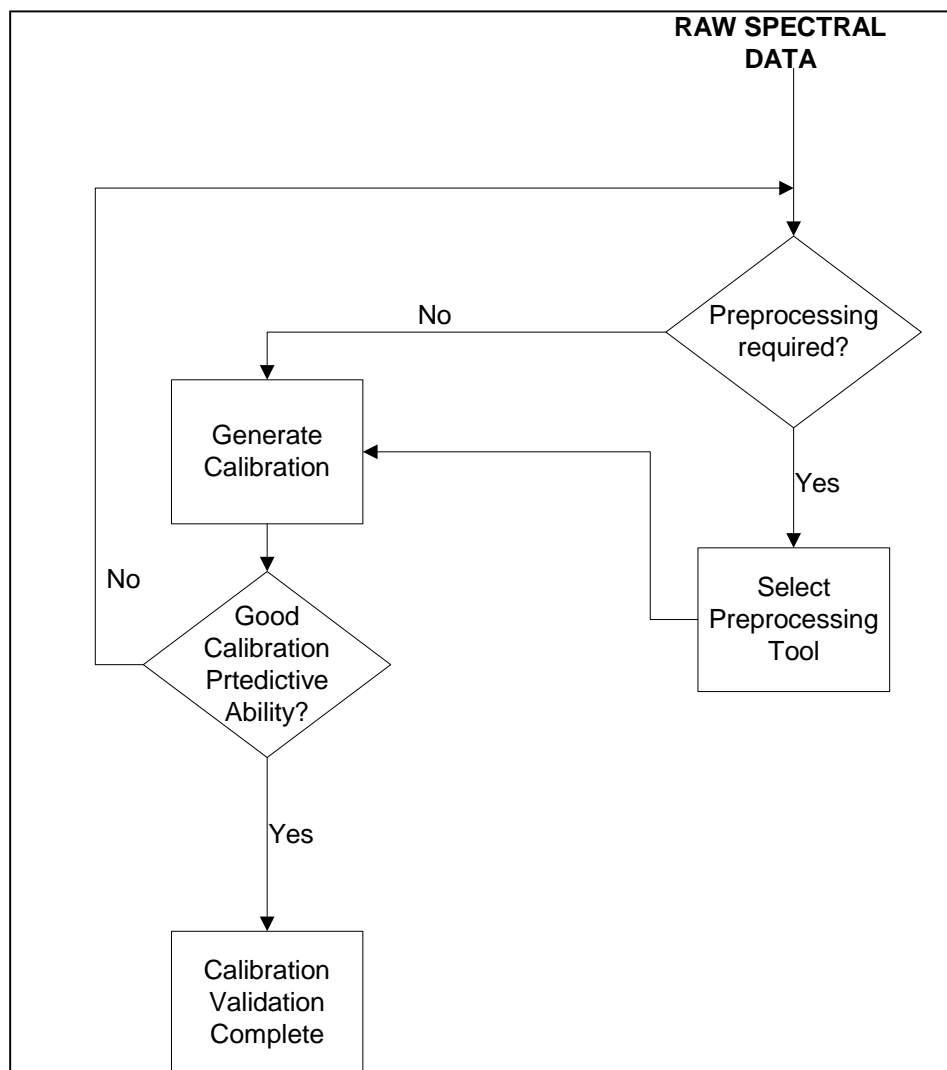 RAW SPECTRAL
DATA
Preprocessing
required?
No
Yes
Select
Preprocessing
Tool
Generate
Calibration
Good
Calibration
Prtedictive
Ability?
No
Yes
Calibration
Validation
Complete